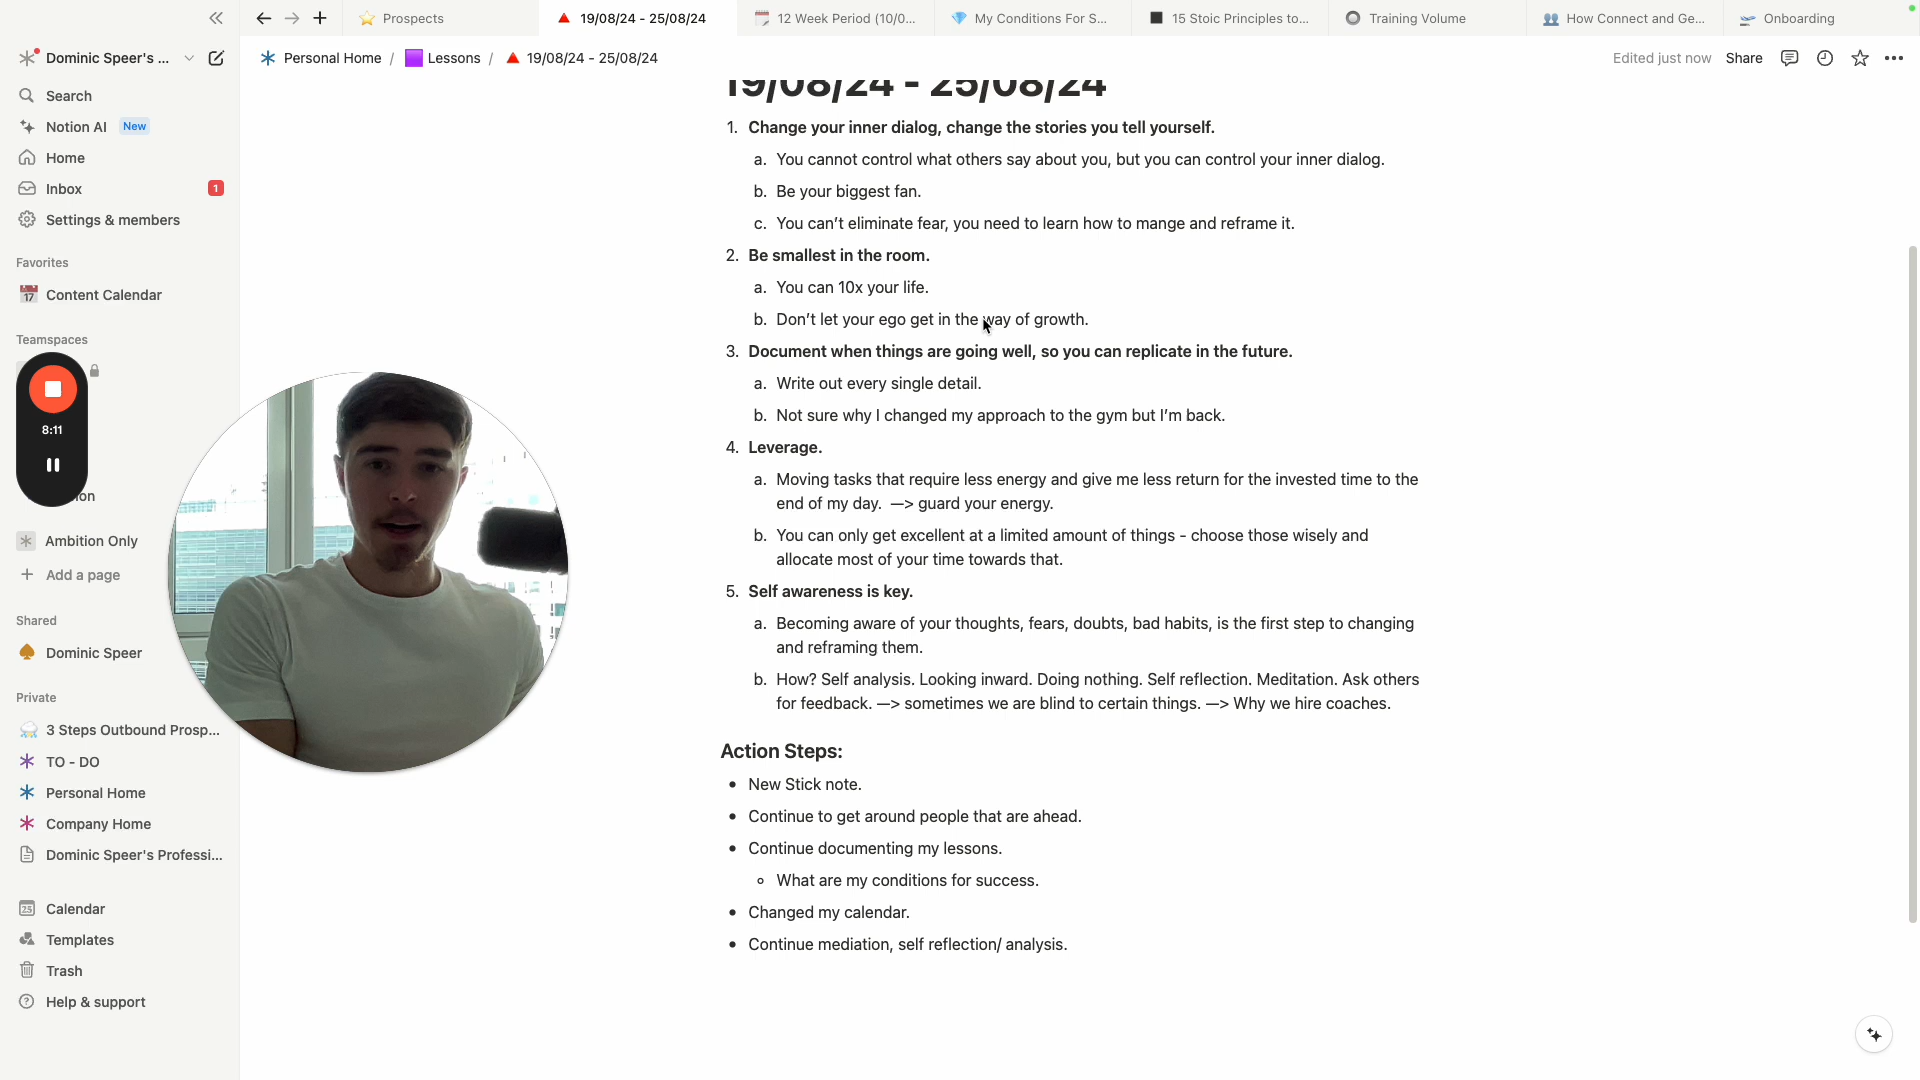 Prospects
19/08/24 - 25/08/24
12 Week Period (10/0...
My Conditions For S...
15 Stoic Principles to...
Training Volume
How Connect and Ge...
Onboarding
Dominic Speer's ...
Personal Home / Lessons / 19/08/24 - 25/08/24
Edited just now
Share
Search
Notion AI New
Home
Inbox 1
Settings & members
Favorites
17 Content Calendar
Teamspaces
8:11
Ambition Only
Add a page
Shared
Dominic Speer
Private
3 Steps Outbound Prosp...
TO - DO
Personal Home
Company Home
Dominic Speer's Professi...
Calendar
Templates
Trash
Help & support
19/08/24 - 25/08/24
1. Change your inner dialog, change the stories you tell yourself.
a. You cannot control what others say about you, but you can control your inner dialog.
b. Be your biggest fan.
c. You can’t eliminate fear, you need to learn how to mange and reframe it.
2. Be smallest in the room.
a. You can 10x your life.
b. Don’t let your ego get in the way of growth.
3. Document when things are going well, so you can replicate in the future.
a. Write out every single detail.
b. Not sure why I changed my approach to the gym but I’m back.
4. Leverage.
a. Moving tasks that require less energy and give me less return for the invested time to the
end of my day. —> guard your energy.
b. You can only get excellent at a limited amount of things - choose those wisely and
allocate most of your time towards that.
5. Self awareness is key.
a. Becoming aware of your thoughts, fears, doubts, bad habits, is the first step to changing
and reframing them.
b. How? Self analysis. Looking inward. Doing nothing. Self reflection. Meditation. Ask others
for feedback. —> sometimes we are blind to certain things. —> Why we hire coaches.
Action Steps:
• New Stick note.
• Continue to get around people that are ahead.
• Continue documenting my lessons.
◦ What are my conditions for success.
• Changed my calendar.
• Continue mediation, self reflection/ analysis.